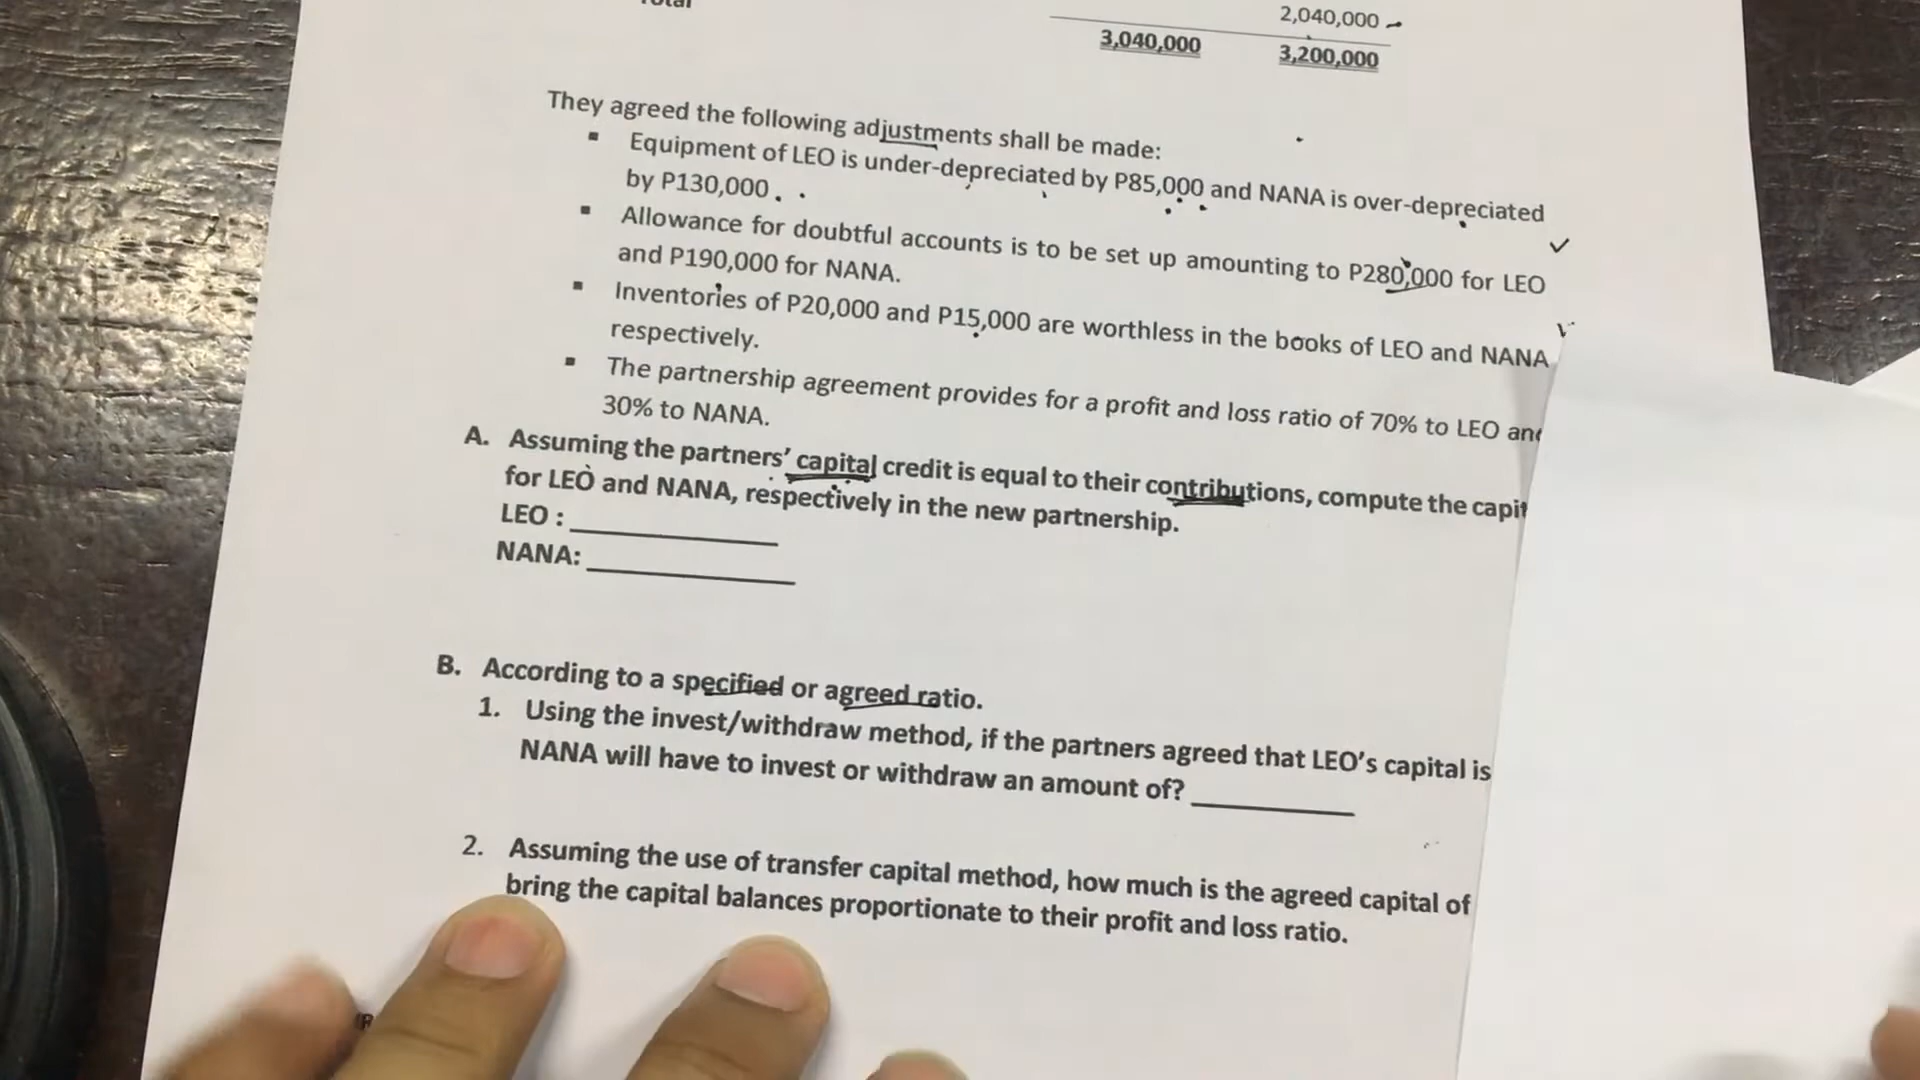 2,040,000
3,040,000 3,200,000
They agreed the following adjustments shall be made:
▪ Equipment of LEO is under-depreciated by P85,000 and NANA is over-depreciated
by P130,000.
▪ Allowance for doubtful accounts is to be set up amounting to P280,000 for LEO
and P190,000 for NANA.
▪ Inventories of P20,000 and P15,000 are worthless in the books of LEO and NANA
respectively.
▪ The partnership agreement provides for a profit and loss ratio of 70% to LEO
30% to NANA.
A. Assuming the partners' capital credit is equal to their contributions, compute the
for LEO and NANA, respectively in the new partnership.
LEO :
NANA:
B. According to a specified or agreed ratio.
1. Using the invest/withdraw method, if the partners agreed that LEO's capital is
NANA will have to invest or withdraw an amount of?
2. Assuming the use of transfer capital method, how much is the agreed capital of
bring the capital balances proportionate to their profit and loss ratio.